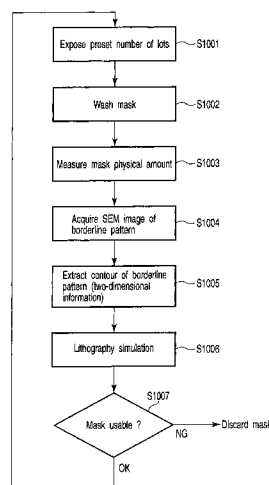 Expose preset number of lots
S1001
Wash mask
S1002
Measure mask physical amount
S1003
Acquire SEM image of
borderline pattern
S1004
Extract contour of borderline
pattern (two-dimensional
information)
S1005
Lithography simulation
S1006
S1007
Mask usable ?
NG
Discard mask
OK